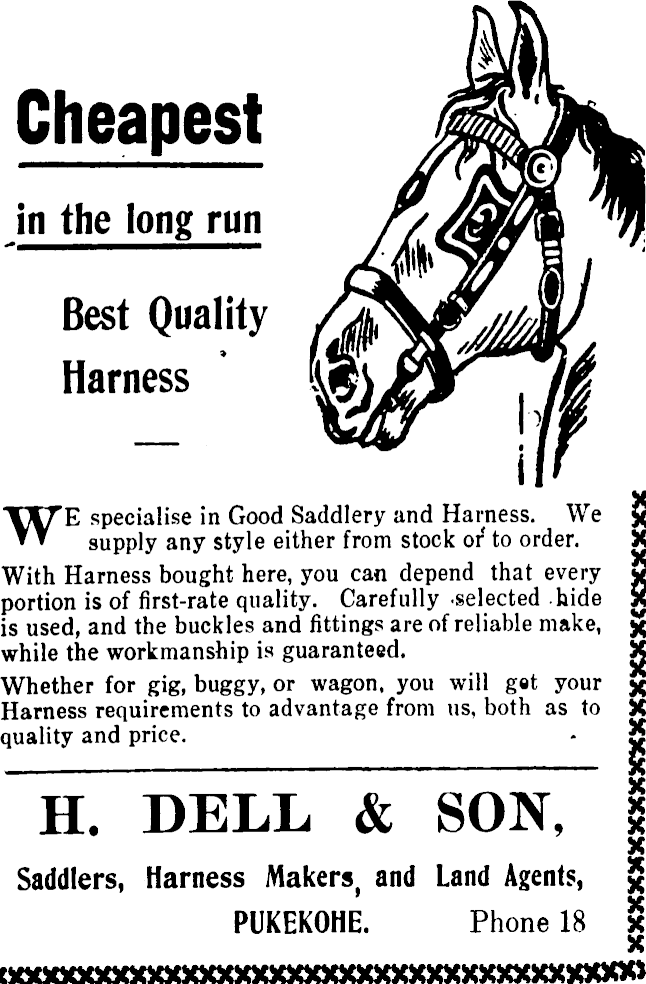 Cheapest
in the long run
Best Quality
Harness
WE specialise in Good Saddlery and Harness. We
supply any style either from stock or to order.
With Harness bought here, you can depend that every
portion is of first-rate quality. Carefully selected hide
is used, and the buckles and fittings are of reliable make,
while the workmanship is guaranteed.
Whether for gig, buggy, or wagon, you will get your
Harness requirements to advantage from us, both as to
quality and price.
H. DELL & SON,
Saddlers, Harness Makers, and Land Agents,
PUKEKOHE. Phone 18